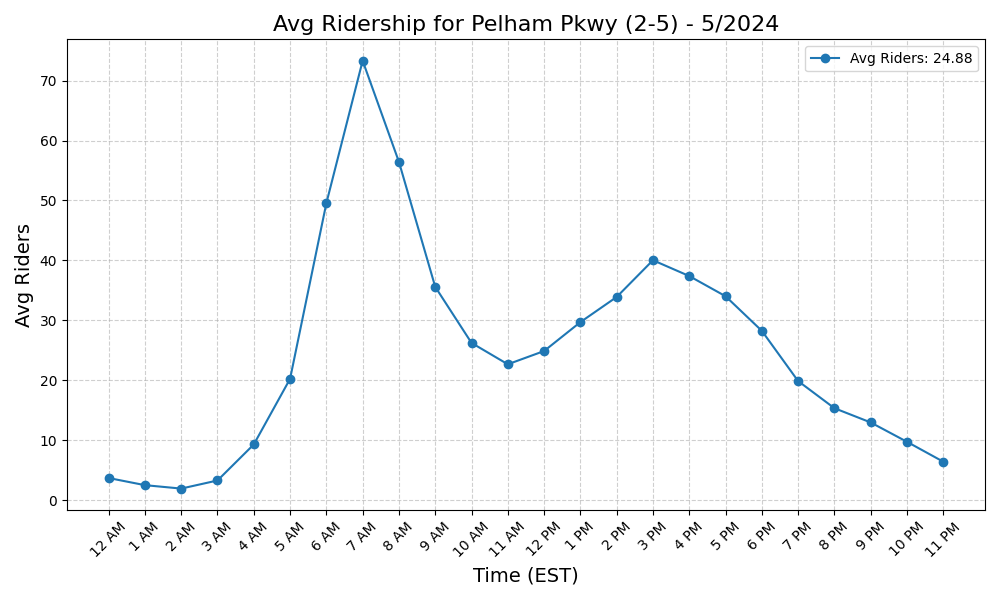 Avg Ridership for Pelham Pkwy (2-5) - 5/2024
Avg Riders: 24.88
Avg Riders
70
60
50
40
30
20
10
0
12 AM
1 AM
2 AM
3 AM
4 AM
5 AM
6 AM
7 AM
8 AM
9 AM
10 AM
11 AM
12 PM
1 PM
2 PM
3 PM
4 PM
5 PM
6 PM
7 PM
8 PM
9 PM
10 PM
11 PM
Time (EST)